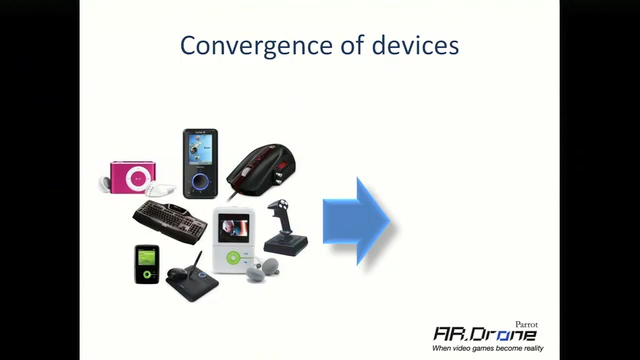 Convergence of devices
Parrot
AR.Drone
When video games become reality